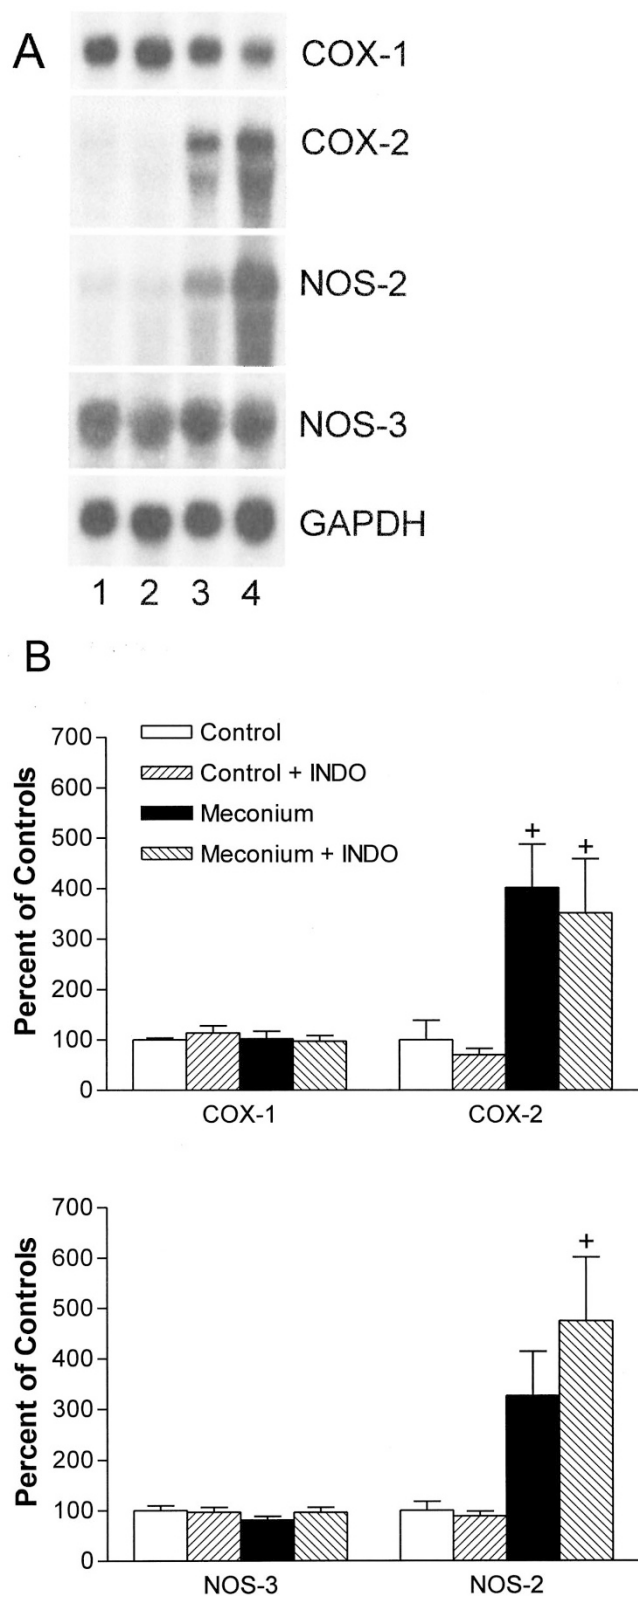 A
COX-1
COX-2
NOS-2
NOS-3
GAPDH
1 2 3 4
B
Control
Control + INDO
Meconium
Meconium + INDO
Percent of Controls
700
600
500
400
300
200
100
0
+ +
COX-1 COX-2
Percent of Controls
700
600
500
400
300
200
100
0
+
NOS-3 NOS-2